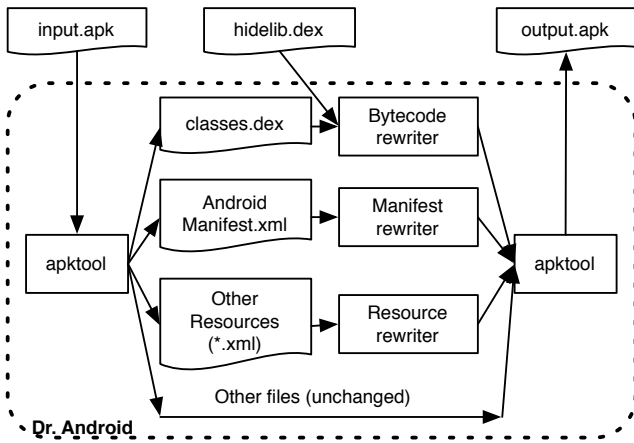 input.apk
hidelib.dex
output.apk
classes.dex
Bytecode
rewriter
Android
Manifest.xml
Manifest
rewriter
apktool
apktool
Other
Resources
(*.xml)
Resource
rewriter
Other files (unchanged)
Dr. Android